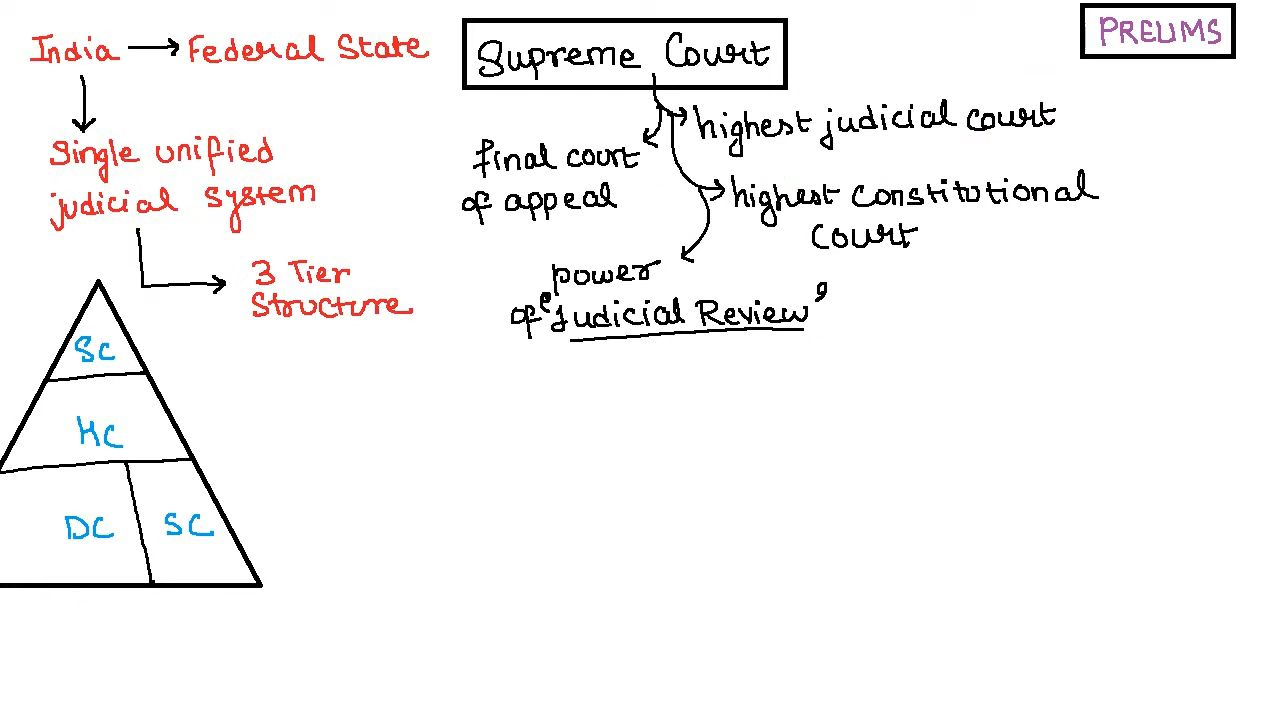 India → Federal State
Single unified
judicial system
3 Tier
Structure
SC
HC
DC SC
Supreme Court
highest judicial court
final court
of appeal
highest constitutional
court
power
of 'Judicial Review'
PRELIMS